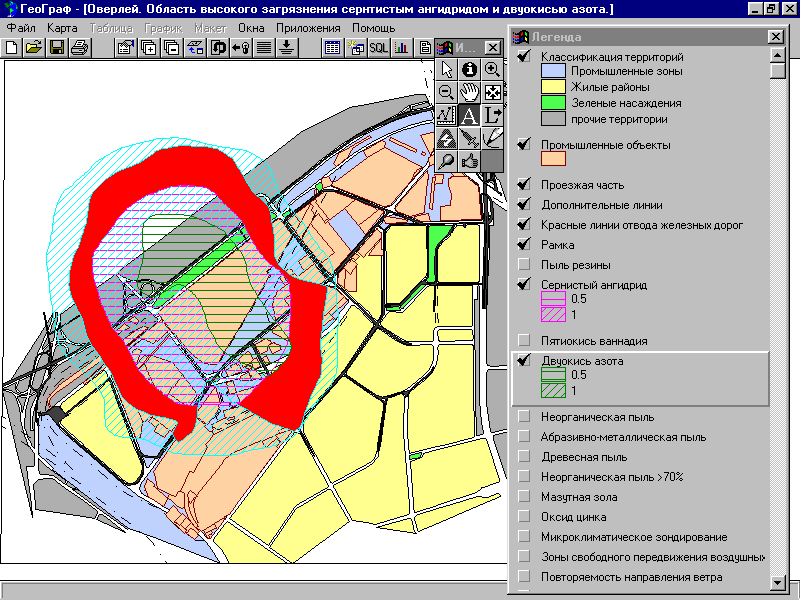 ГеоГраф - [Оверлей. Область высокого загрязнения сернтистым ангидридом и двуокисью азота.]
Файл Карта Таблица График Макет Окна Приложения Помощь
SQL
И...
A
Легенда
Классификация территорий
Промышленные зоны
Жилые районы
Зеленые насаждения
прочие территории
Промышленные объекты
Проезжая часть
Дополнительные линии
Красные линии отвода железных дорог
Рамка
Пыль резины
Сернистый ангидрид
0.5
1
Пятиокись ваннадия
Двуокись азота
0.5
1
Неорганическая пыль
Абразивно-металлическая пыль
Древесная пыль
Неорганическая пыль >70%
Мазутная зола
Оксид цинка
Микроклиматическое зондирование
Зоны свободного передвижения воздушных
Повторяемость направления ветра